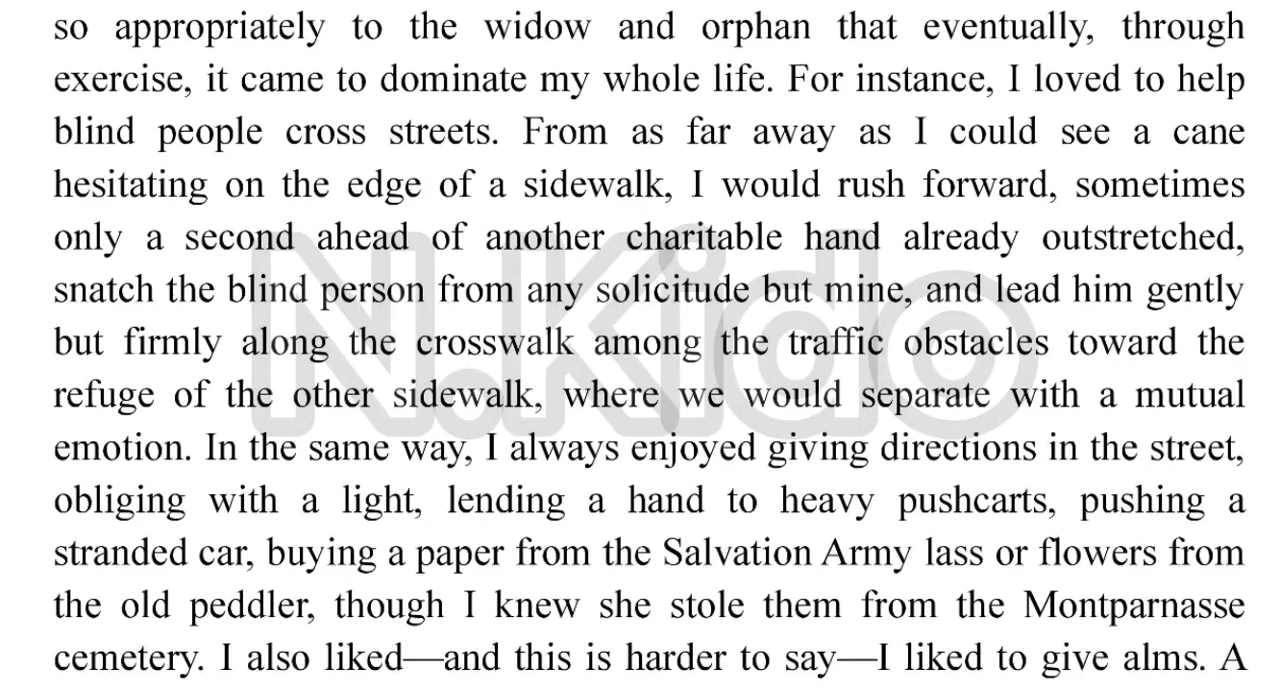 so appropriately to the widow and orphan that eventually, through
exercise, it came to dominate my whole life. For instance, I loved to help
blind people cross streets. From as far away as I could see a cane
hesitating on the edge of a sidewalk, I would rush forward, sometimes
only a second ahead of another charitable hand already outstretched,
snatch the blind person from any solicitude but mine, and lead him gently
but firmly along the crosswalk among the traffic obstacles toward the
refuge of the other sidewalk, where we would separate with a mutual
emotion. In the same way, I always enjoyed giving directions in the street,
obliging with a light, lending a hand to heavy pushcarts, pushing a
stranded car, buying a paper from the Salvation Army lass or flowers from
the old peddler, though I knew she stole them from the Montparnasse
cemetery. I also liked—and this is harder to say—I liked to give alms. A
N.Kido